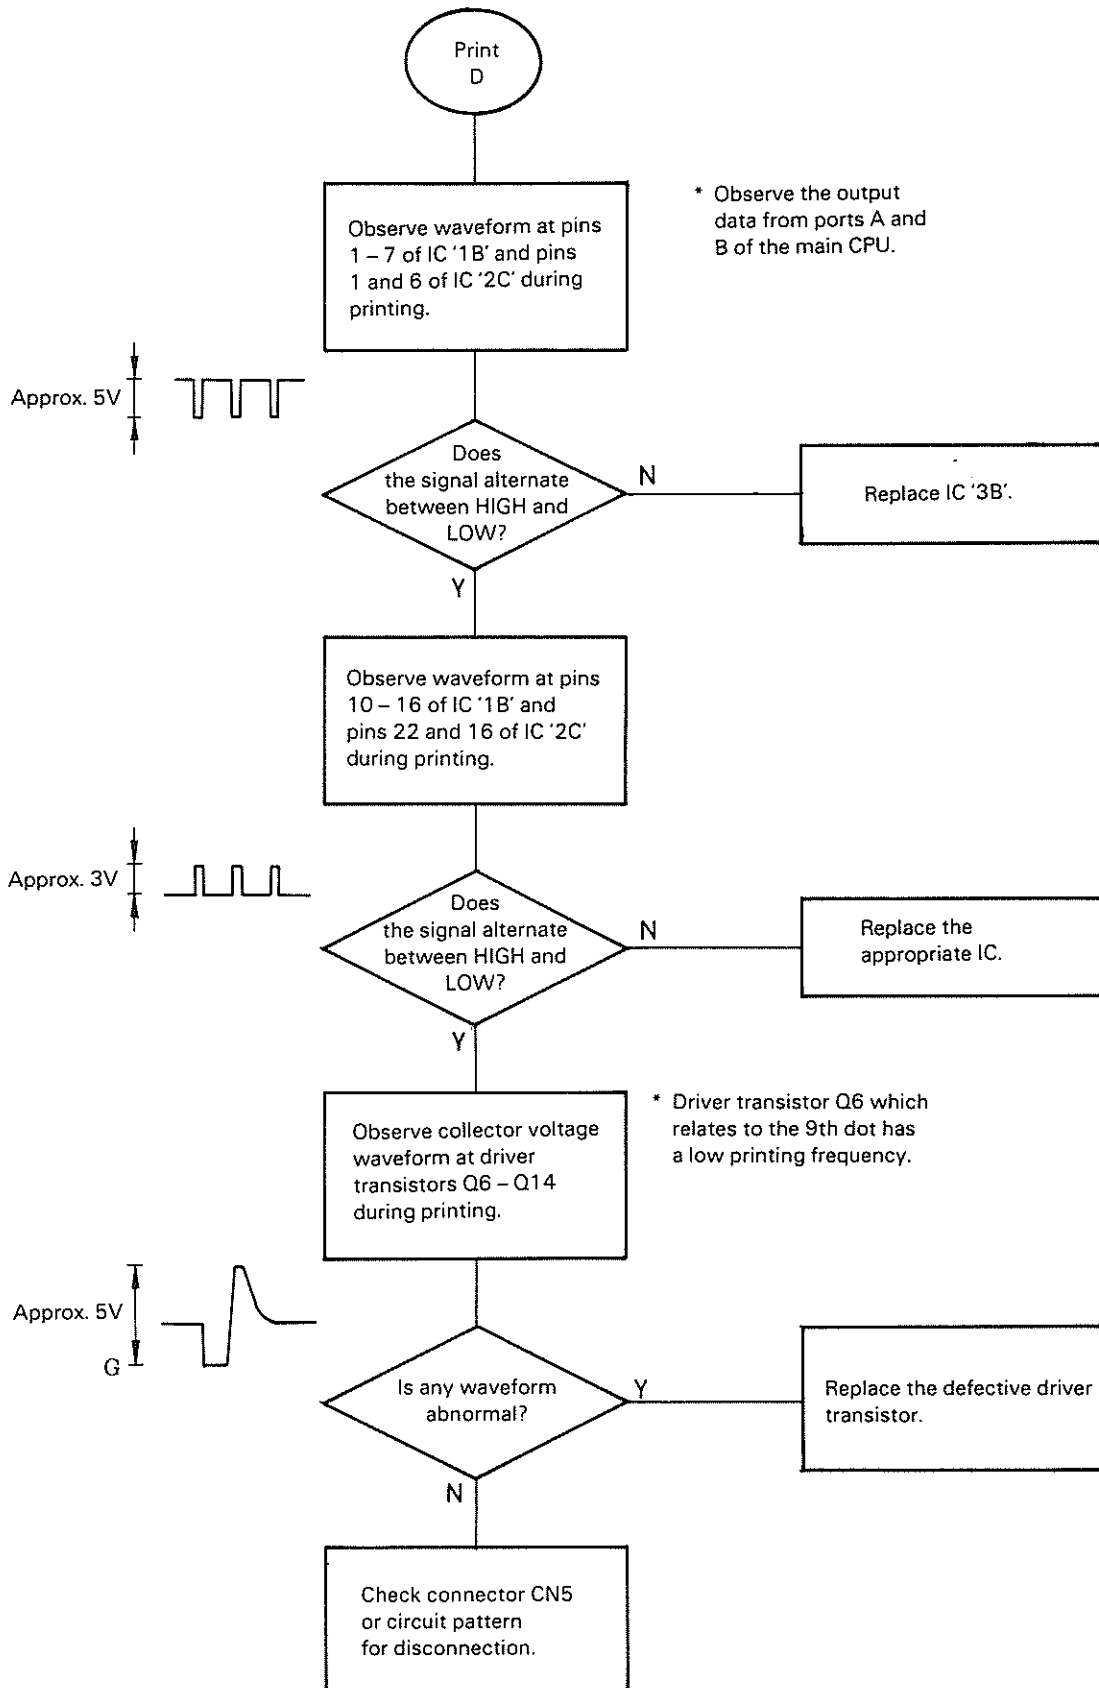 Print
D
Observe waveform at pins
1 – 7 of IC '1B' and pins
1 and 6 of IC '2C' during
printing.
* Observe the output
data from ports A and
B of the main CPU.
Approx. 5V
Does
the signal alternate
between HIGH and
LOW?
N
Replace IC '3B'.
Y
Observe waveform at pins
10 – 16 of IC '1B' and
pins 22 and 16 of IC '2C'
during printing.
Approx. 3V
Does
the signal alternate
between HIGH and
LOW?
N
Replace the
appropriate IC.
Y
Observe collector voltage
waveform at driver
transistors Q6 – Q14
during printing.
* Driver transistor Q6 which
relates to the 9th dot has
a low printing frequency.
Approx. 5V
G
Is any waveform
abnormal?
Y
Replace the defective driver
transistor.
N
Check connector CN5
or circuit pattern
for disconnection.